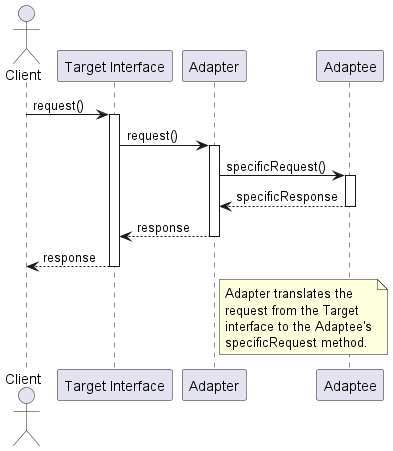 Client
Target Interface
Adapter
Adaptee
request()
request()
specificRequest()
specificResponse
response
response
Adapter translates the
request from the Target
interface to the Adaptee's
specificRequest method.
Client
Target Interface
Adapter
Adaptee